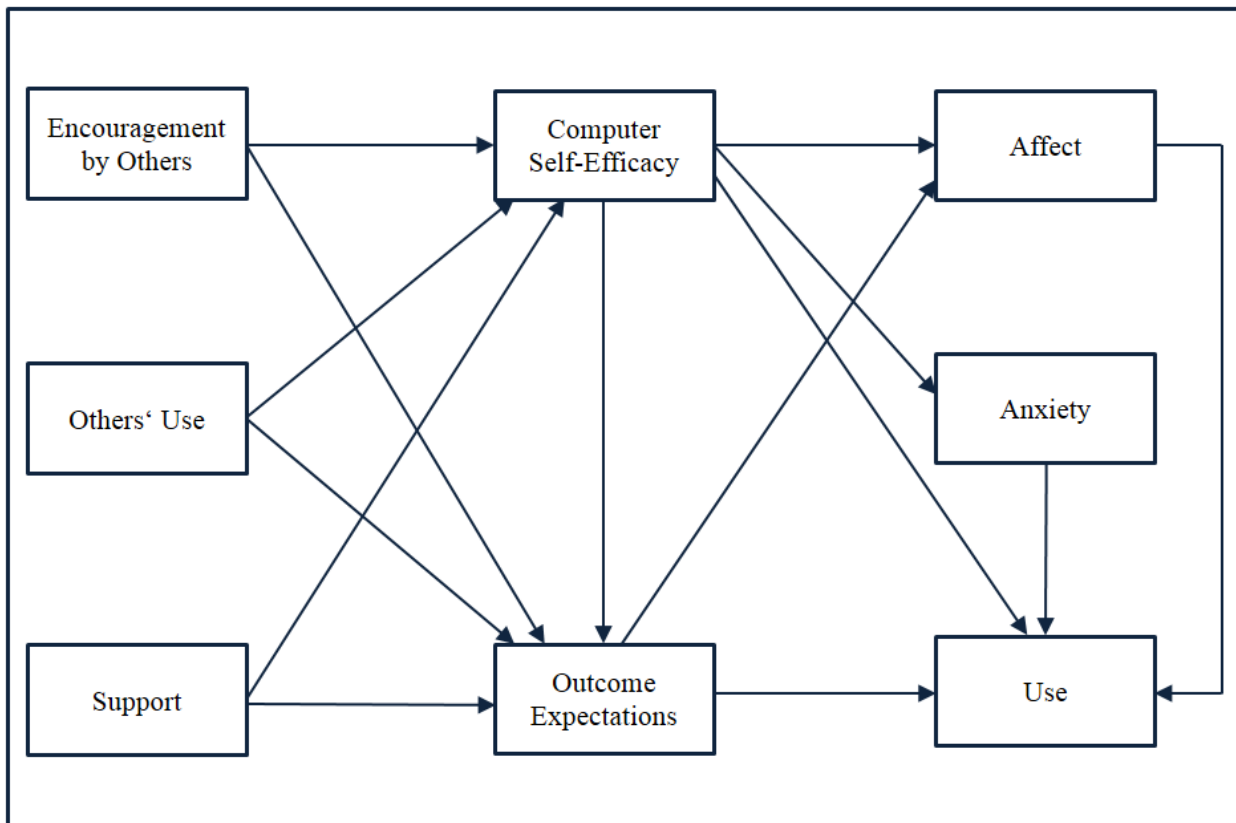 Encouragement
by Others
Computer
Self-Efficacy
Affect
Others‘ Use
Anxiety
Support
Outcome
Expectations
Use